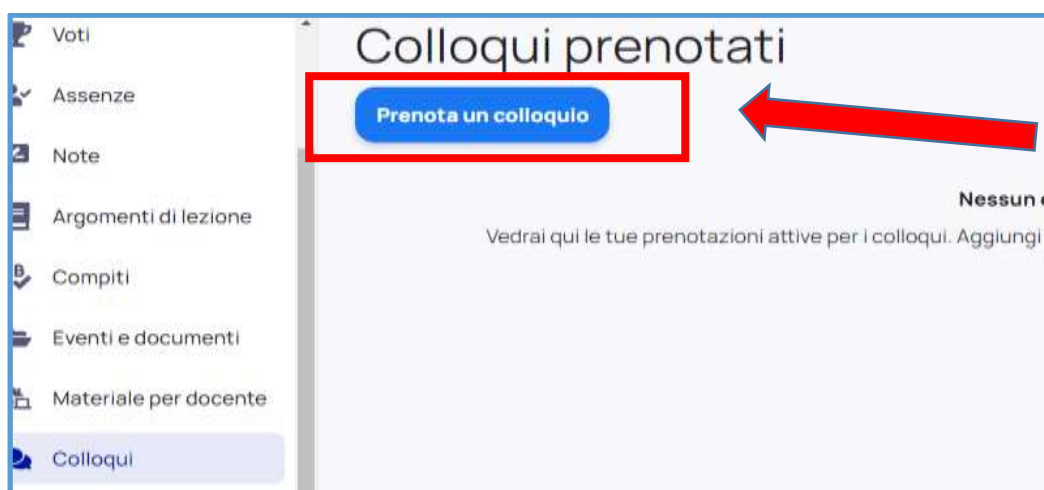 Voti
Assenze
Note
Argomenti di lezione
Compiti
Eventi e documenti
Materiale per docente
Colloqui
Colloqui prenotati
Prenota un colloquio
Nessun
Vedrai qui le tue prenotazioni attive per i colloqui. Aggiungi